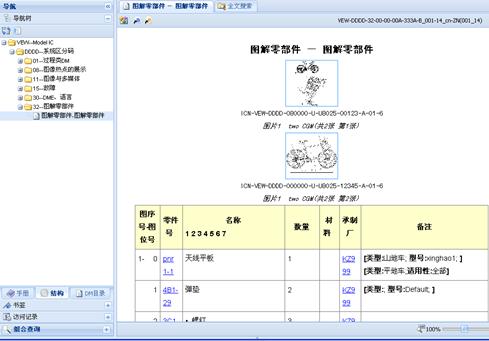 导航
导航树
VEW--Model IC
DDDD--系统区分码
01--过程类DM
08--图像热点的展示
11--图像与多媒体
15--故障
30--DME、语言
32--图解零部件
图解零部件-图解零部件
手册
结构
DM目录
书签
访问记录
组合查询
图解零部件 — 图解零部件
全文搜索
VEW-DDDD-32-00-00-00A-333A-B_001-14_cn-ZN(001_14)
图解零部件 — 图解零部件
ICN-VEW-DDDD-080000-U-U8025-00123-A-01-6
图片1 two CGM(共2张 第1张)
ICN-VEW-DDDD-000000-U-U8025-12345-A-01-6
图片1 two CGM(共2张 第2张)
图序号-图位号
零件号
名称
1 2 3 4 5 6 7
数量
材料
承制厂
备注
1- 0
pnr1-1
天线平板
1
KZ999
[类型:山地车; 型号:xinghao1; ]
[类型:平地车,适用性:全部]
1
4B1-29
弹垫
2
KZ999
[类型:; 型号:Default; ]
2
3C1
• 螺钉
3
KZ9
100%